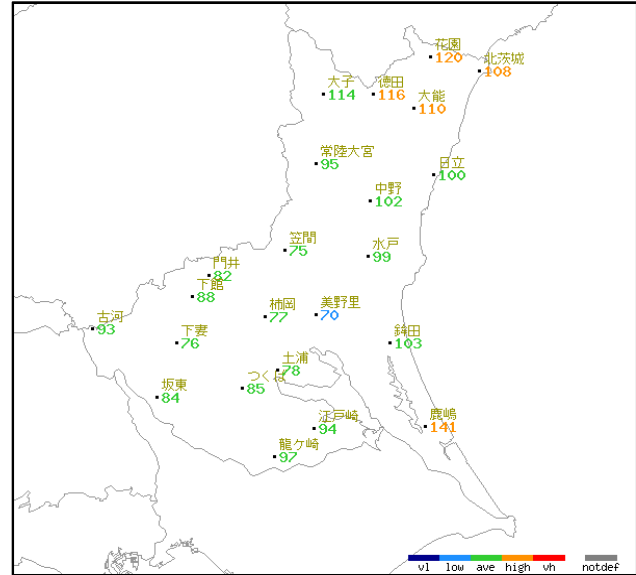 花園
120
北茨城
108
大子
114
徳田
116
大能
110
常陸大宮
95
日立
100
中野
102
笠間
75
水戸
99
門井
82
下館
88
柿岡
77
美野里
70
古河
93
下妻
76
鉾田
103
土浦
78
つくば
85
坂東
84
江戸崎
94
鹿嶋
141
龍ケ崎
97
vl low ave high vh notdef